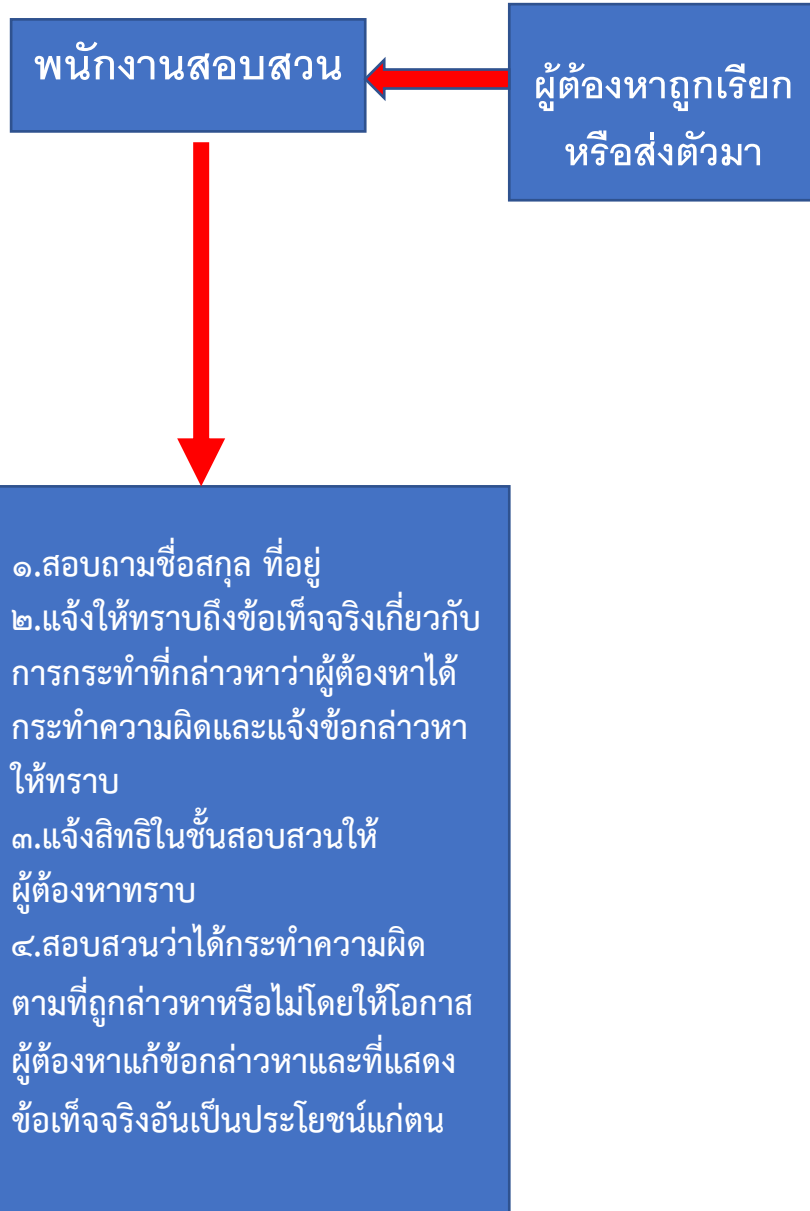 พนักงานสอบสวน
ผู้ต้องหาถูกเรียก
หรือส่งตัวมา
๑.สอบถามชื่อสกุล ที่อยู่
๒.แจ้งให้ทราบถึงข้อเท็จจริงเกี่ยวกับ
การกระทำที่กล่าวหาว่าผู้ต้องหาได้
กระทำความผิดและแจ้งข้อกล่าวหา
ให้ทราบ
๓.แจ้งสิทธิในชั้นสอบสวนให้
ผู้ต้องหาทราบ
๔.สอบสวนว่าได้กระทำความผิด
ตามที่ถูกล่าวหาหรือไม่โดยให้โอกาส
ผู้ต้องหาแก้ข้อกล่าวหาและที่แสดง
ข้อเท็จจริงอันเป็นประโยชน์แก่ตน